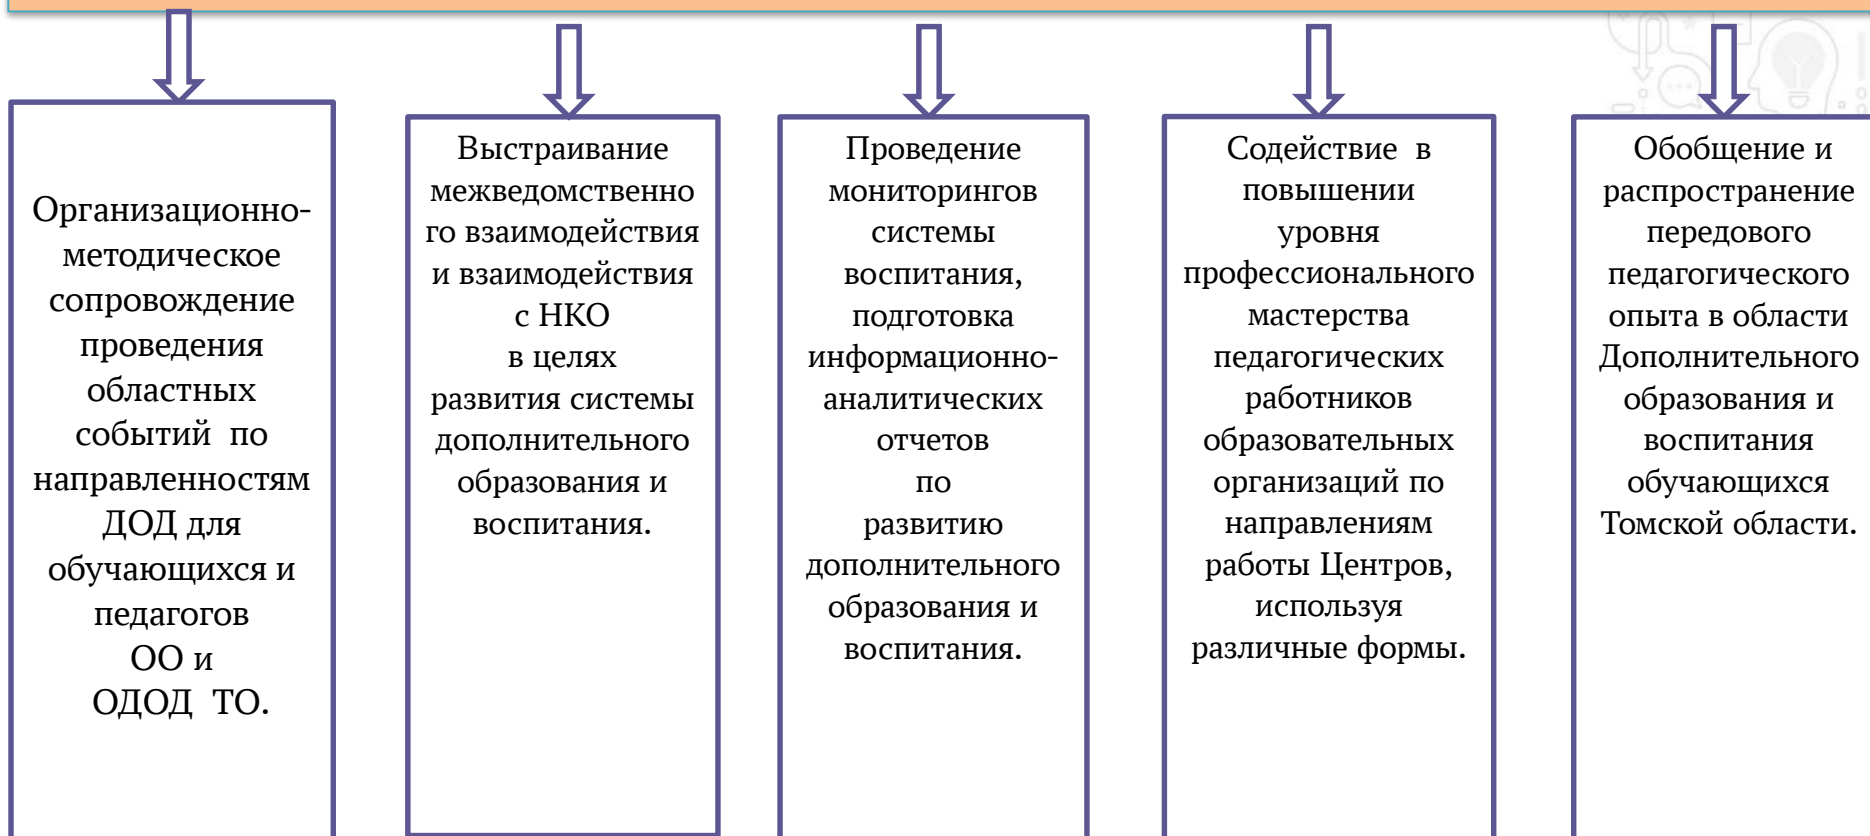 Организационно-
методическое
сопровождение
проведения
областных
событий по
направленностям
ДОД для
обучающихся и
педагогов
ОО и
ОДОД ТО.
Выстраивание
межведомственно
го взаимодействия
и взаимодействия
с НКО
в целях
развития системы
дополнительного
образования и
воспитания.
Проведение
мониторингов
системы
воспитания,
подготовка
информационно-
аналитических
отчетов
по
развитию
дополнительного
образования и
воспитания.
Содействие в
повышении
уровня
профессионального
мастерства
педагогических
работников
образовательных
организаций по
направлениям
работы Центров,
используя
различные формы.
Обобщение и
распространение
передового
педагогического
опыта в области
Дополнительного
образования и
воспитания
обучающихся
Томской области.